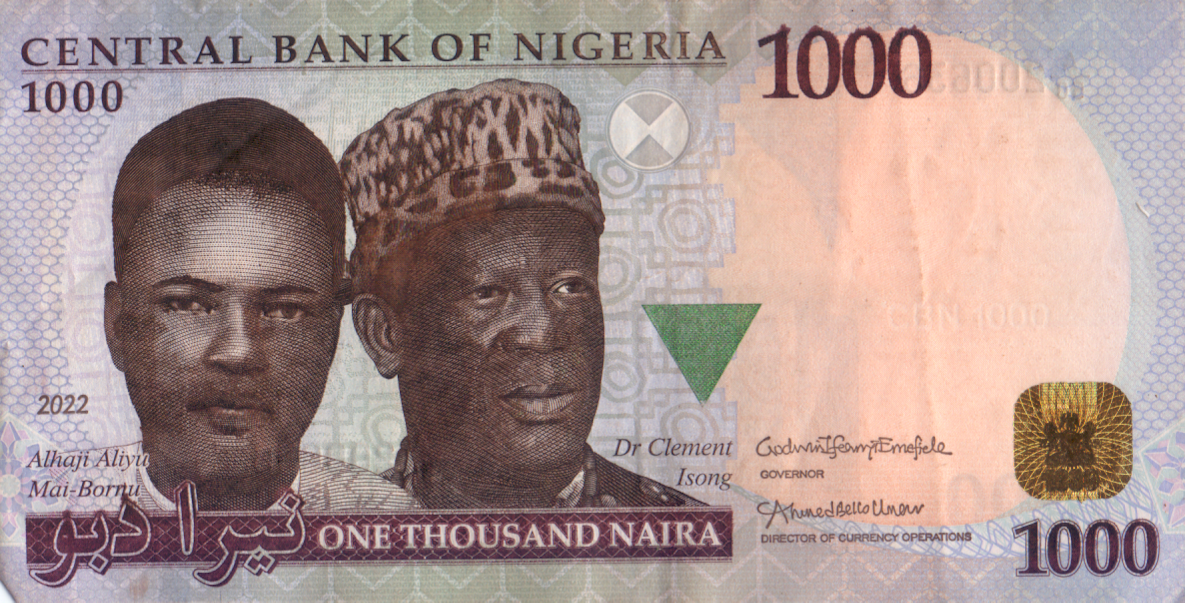 CENTRAL BANK OF NIGERIA
1000
1000
2022
Alhaji Aliyu
Mai-Bornu
Dr Clement
Isong
CBN 1000
GovwinIfeanyiEmefiele
GOVERNOR
AhmedBelloUmar
DIRECTOR OF CURRENCY OPERATIONS
نيرا دبو
ONE THOUSAND NAIRA
1000